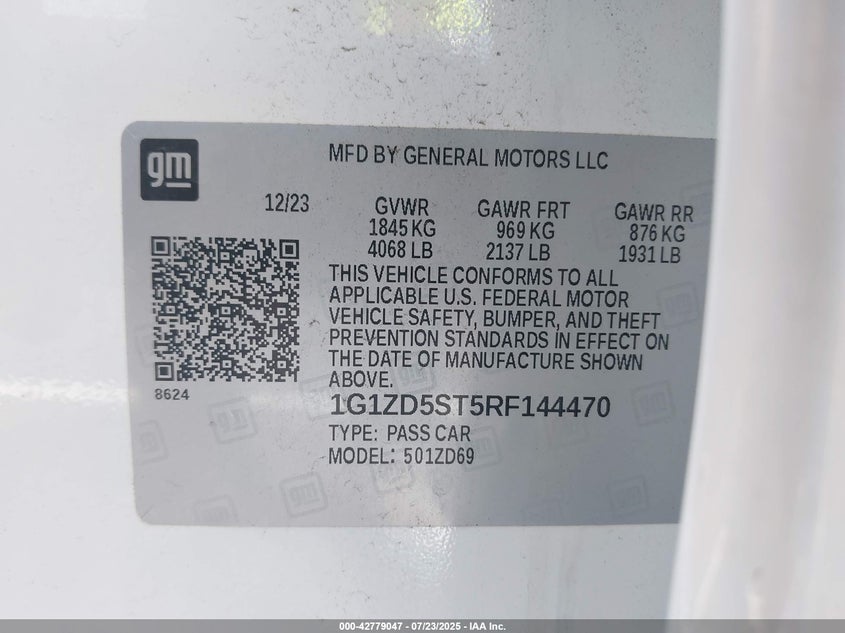 gm
MFD BY GENERAL MOTORS LLC
12/23
GVWR GAWR FRT GAWR RR
1845 KG 969 KG 876 KG
4068 LB 2137 LB 1931 LB
THIS VEHICLE CONFORMS TO ALL
APPLICABLE U.S. FEDERAL MOTOR
VEHICLE SAFETY, BUMPER, AND THEFT
PREVENTION STANDARDS IN EFFECT ON
THE DATE OF MANUFACTURE SHOWN
ABOVE.
8624
1G1ZD5ST5RF144470
TYPE: PASS CAR
MODEL: 501ZD69
000-42779047 - 07/23/2025 - IAA Inc.